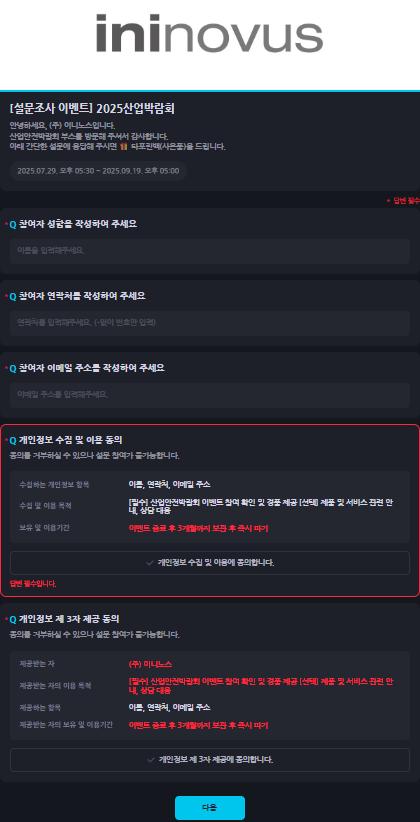 ininovus
[설문조사 이벤트] 2025산업박람회
안녕하세요, (주) 이니노스입니다.
산업안전박람회 부스를 방문해 주셔서 감사합니다.
아래 간단한 설문에 응답해 주시면 🎁 타포린백(사은품)을 드립니다.
2025.07.29. 오후 05:30 ~ 2025.09.19. 오후 05:00
* 답변 필수
*Q 참여자 성함을 작성하여 주세요
이름을 입력해주세요.
*Q 참여자 연락처를 작성하여 주세요
연락처를 입력해주세요. (-없이 번호만 입력)
*Q 참여자 이메일 주소를 작성하여 주세요
이메일 주소를 입력해주세요.
*Q 개인정보 수집 및 이용 동의
동의를 거부하실 수 있으나 설문 참여가 불가능합니다.
수집하는 개인정보 항목 이름, 연락처, 이메일 주소
수집 및 이용 목적 [필수] 산업안전박람회 이벤트 참여 확인 및 경품 제공 [선택] 제품 및 서비스 관련 안
내, 상담 대응
보유 및 이용기간 이벤트 종료 후 3개월까지 보관 후 즉시 파기
✓ 개인정보 수집 및 이용에 동의합니다.
답변 필수입니다.
*Q 개인정보 제 3자 제공 동의
동의를 거부하실 수 있으나 설문 참여가 불가능합니다.
제공받는 자 (주) 이니노스
제공받는 자의 이용 목적 [필수] 산업안전박람회 이벤트 참여 확인 및 경품 제공 [선택] 제품 및 서비스 관련 안
내, 상담 대응
제공하는 항목 이름, 연락처, 이메일 주소
제공받는 자의 보유 및 이용기간 이벤트 종료 후 3개월까지 보관 후 즉시 파기
✓ 개인정보 제 3자 제공에 동의합니다.
다음